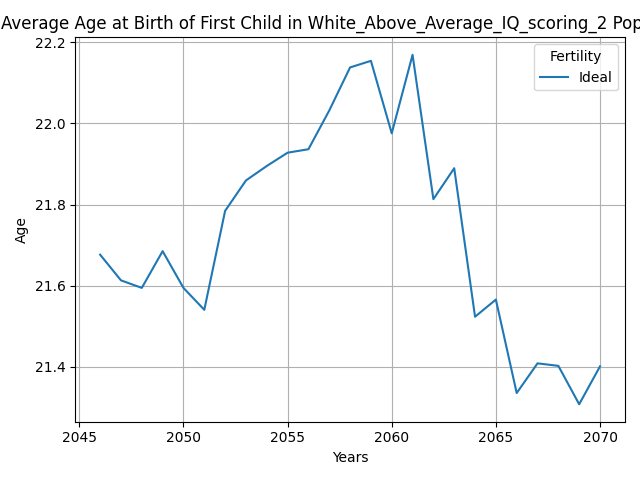 Average Age at Birth of First Child in White_Above_Average_IQ_scoring_2 Pop
22.2
22.0
21.8
21.6
21.4
Age
Fertility
Ideal
2045 2050 2055 2060 2065 2070
Years